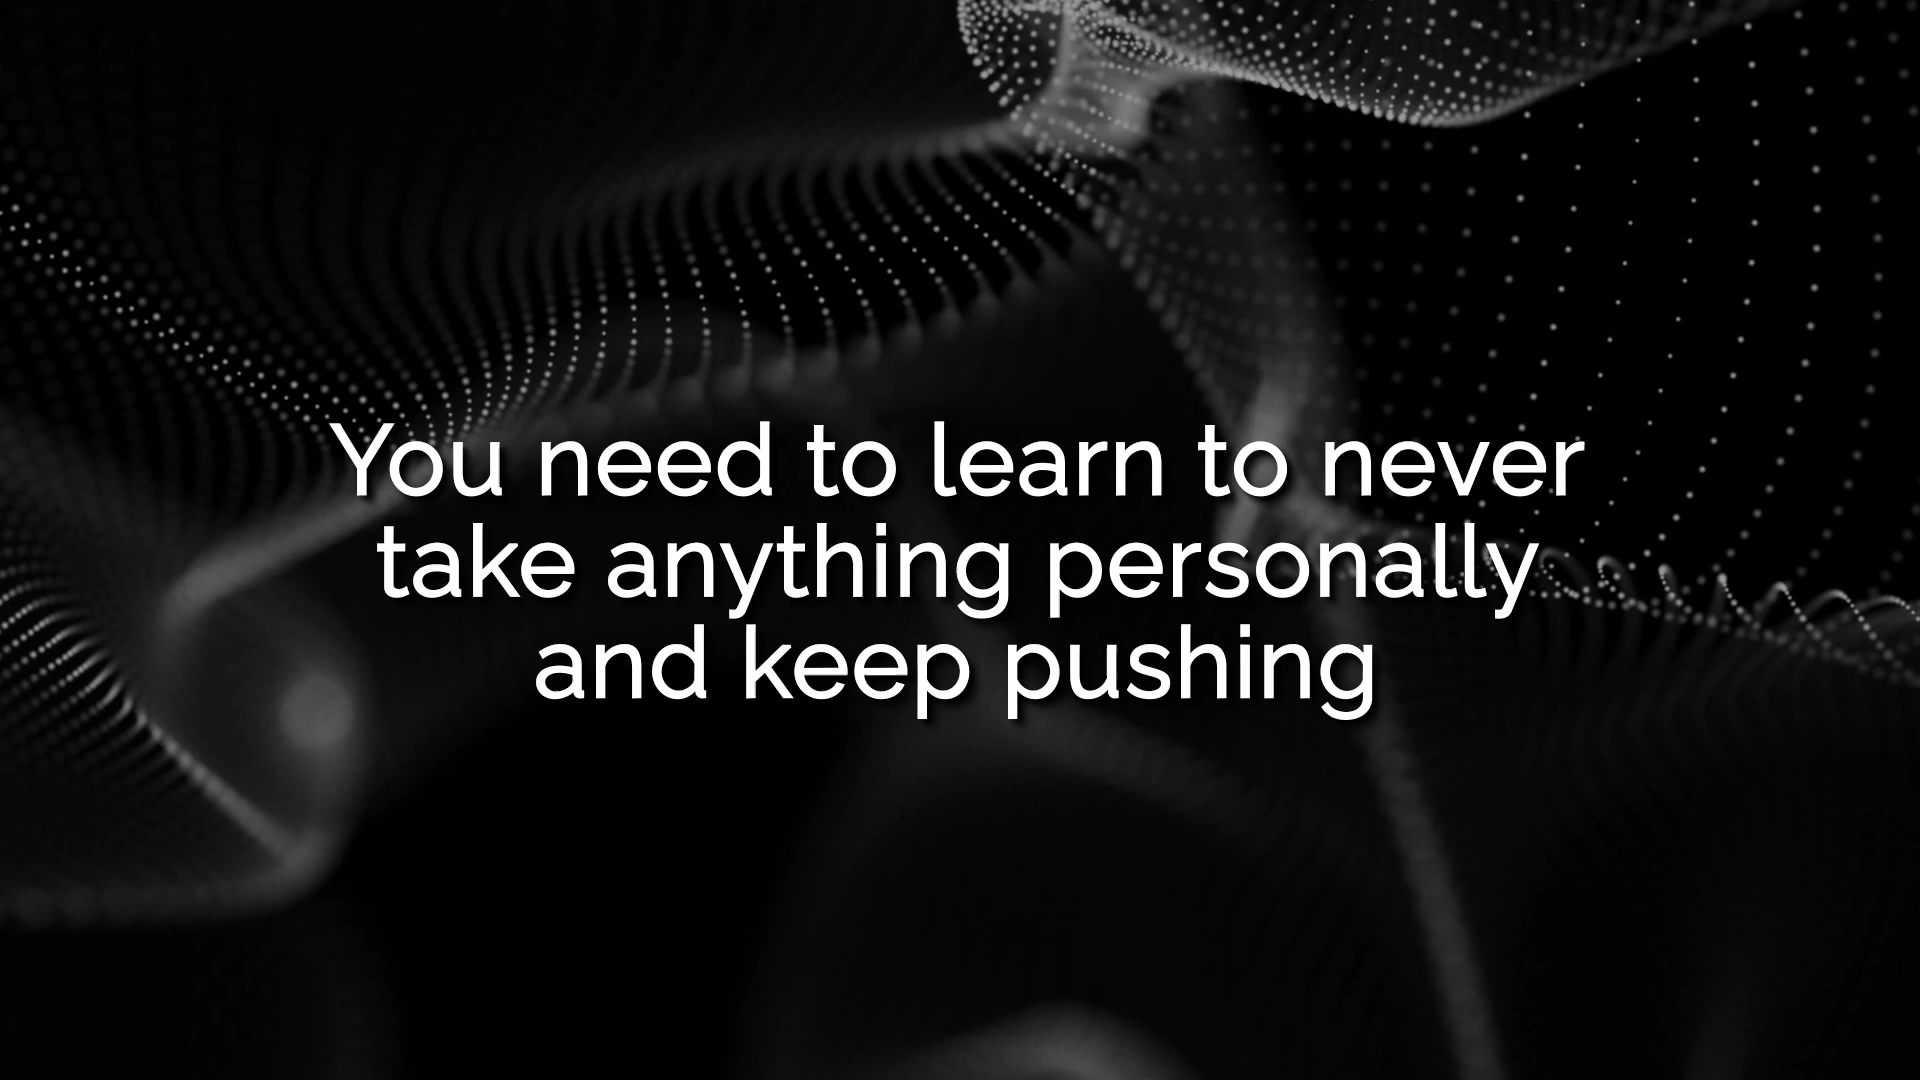 You need to learn to never
take anything personally
and keep pushing